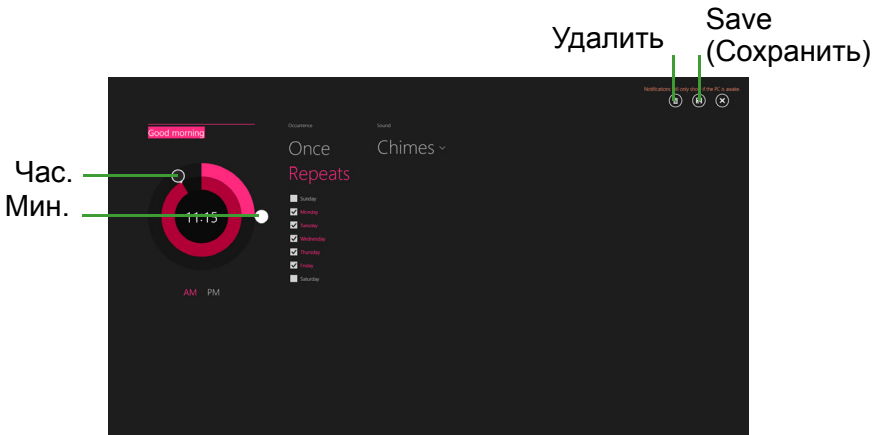 Удалить
Save
(Сохранить)
Notifications will only show if the PC is awake
Good morning
Occurrence
Sound
Once
Chimes
Repeats
Час.
Мин.
11:15
Sunday
Monday
Tuesday
Wednesday
Thursday
Friday
Saturday
AM PM